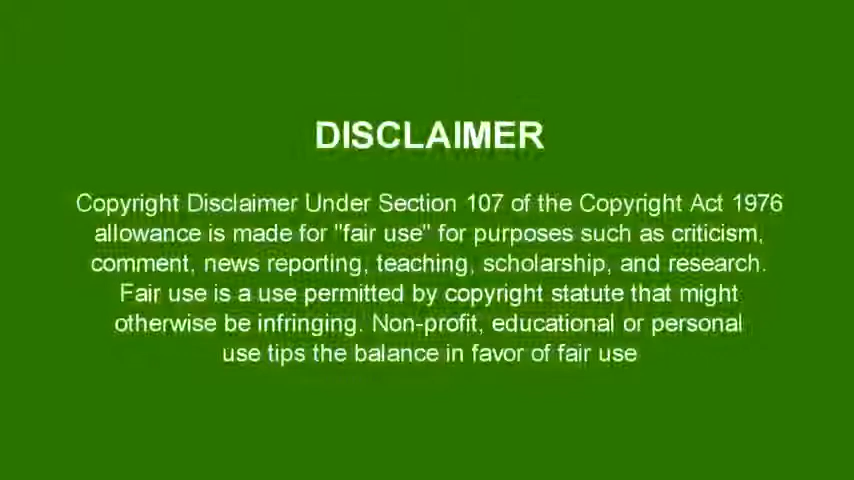 DISCLAIMER
Copyright Disclaimer Under Section 107 of the Copyright Act 1976
allowance is made for "fair use" for purposes such as criticism,
comment, news reporting, teaching, scholarship, and research.
Fair use is a use permitted by copyright statute that might
otherwise be infringing. Non-profit, educational or personal
use tips the balance in favor of fair use